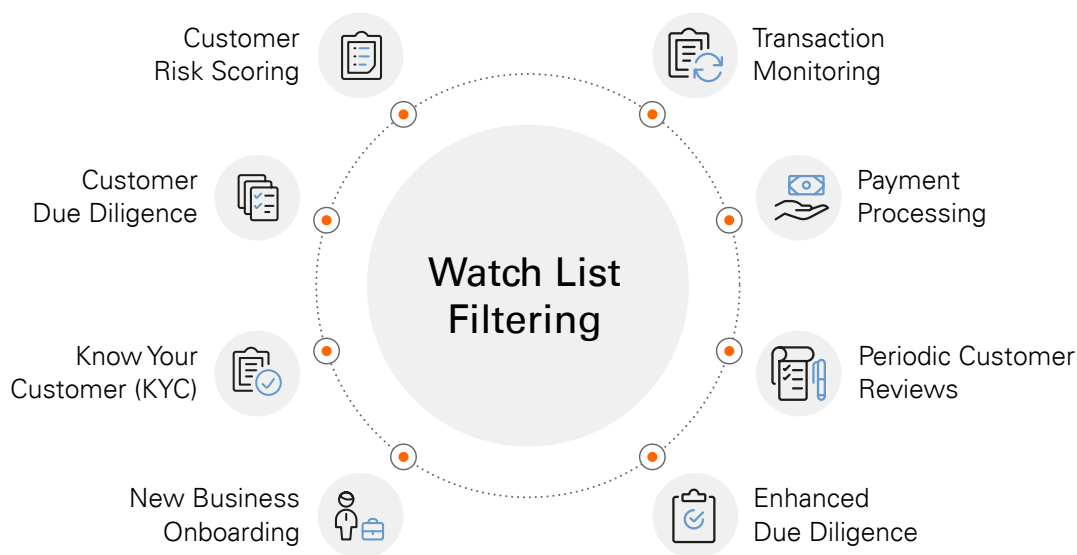 Customer
Risk Scoring
Transaction
Monitoring
Customer
Due Diligence
Payment
Processing
Watch List
Filtering
Know Your
Customer (KYC)
Periodic Customer
Reviews
New Business
Onboarding
Enhanced
Due Diligence